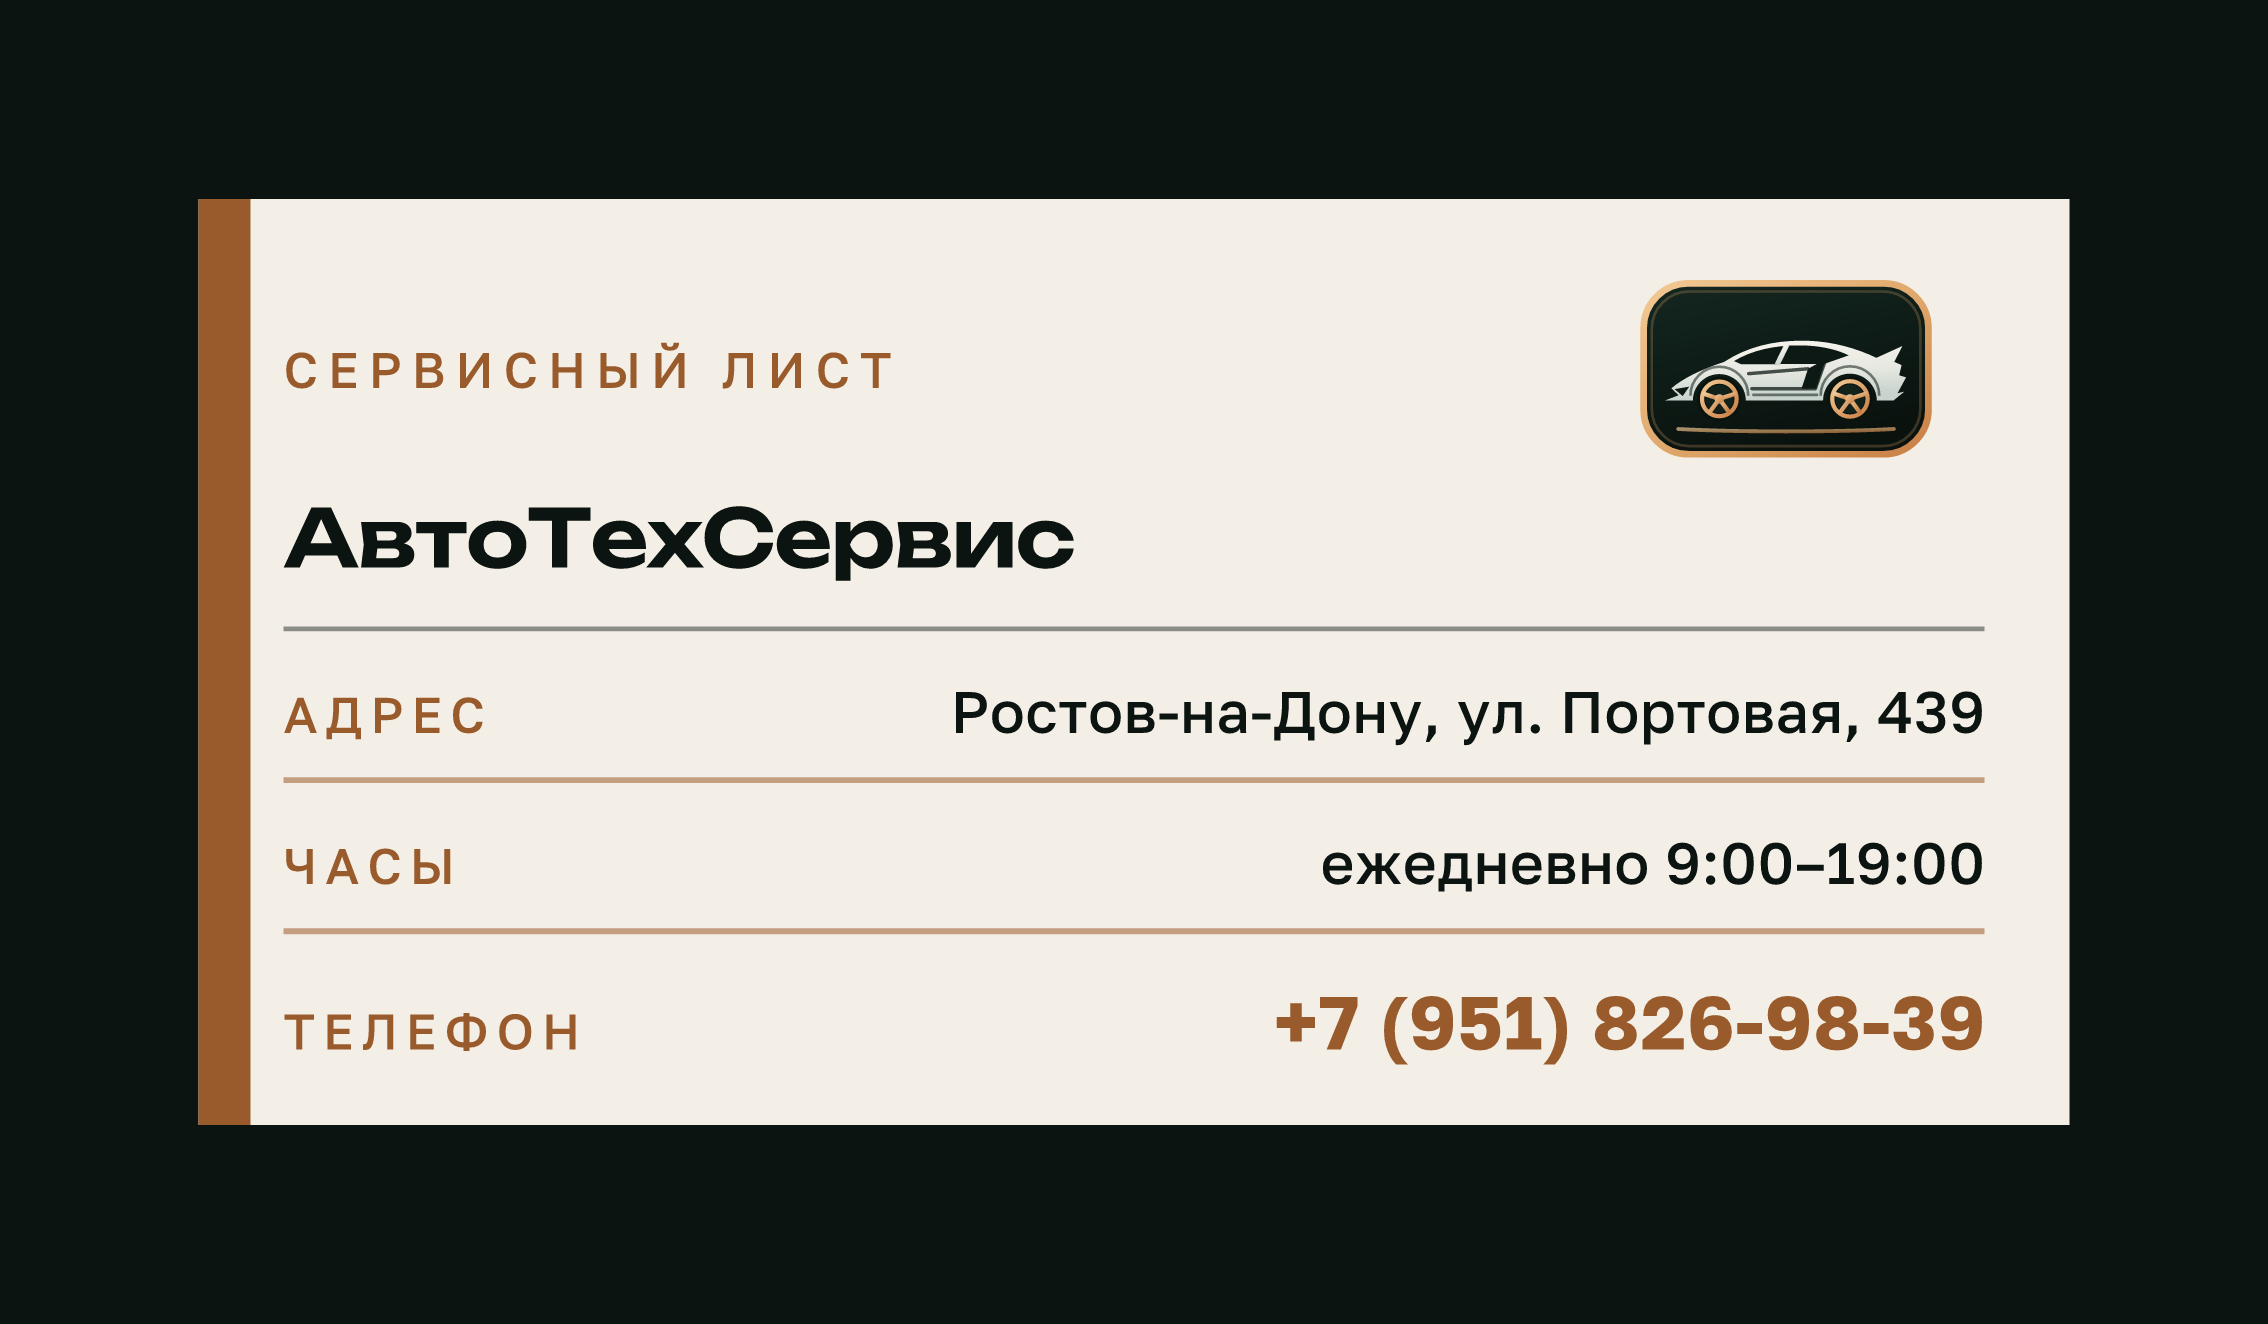 СЕРВИСНЫЙ ЛИСТ
АвтоТехСервис
АДРЕС Ростов-на-Дону, ул. Портовая, 439
ЧАСЫ ежедневно 9:00–19:00
ТЕЛЕФОН +7 (951) 826-98-39